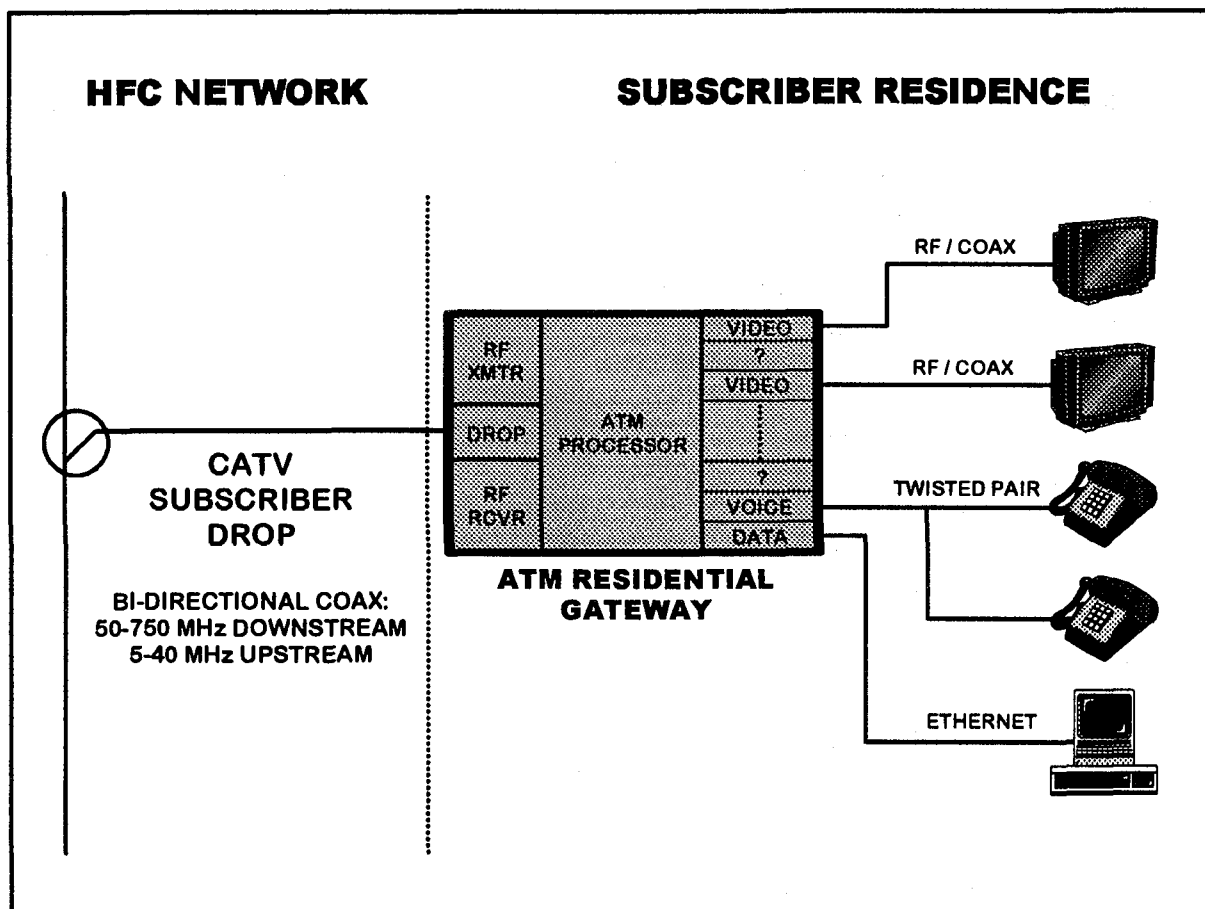 HFC NETWORK
SUBSCRIBER RESIDENCE
RF / COAX
RF / COAX
TWISTED PAIR
ETHERNET
CATV
SUBSCRIBER
DROP
BI-DIRECTIONAL COAX:
50-750 MHz DOWNSTREAM
5-40 MHz UPSTREAM
RF
XMTR
DROP
RF
RCVR
ATM
PROCESSOR
VIDEO
?
VIDEO
?
VOICE
DATA
ATM RESIDENTIAL
GATEWAY